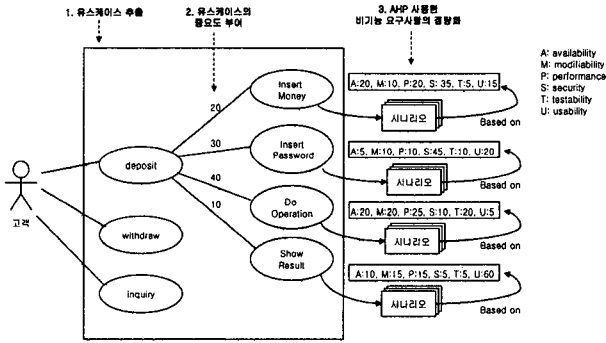 1. 유스케이스 추출
2. 유스케이스의
중요도 부여
3. AHP 사용한
비기능 요구사항의 정량화
A: availability
M: modifiability
P: performance
S: security
T: testability
U: usability
고객
deposit
withdraw
inquiry
20
30
40
10
Insert
Money
Insert
Password
Do
Operation
Show
Result
A:20, M:10, P:20, S: 35, T:5, U:15
시나리오
Based on
A:5, M:10, P:10, S:45, T:10, U:20
시나리오
Based on
A:20, M:20, P:25, S:10, T:20, U:5
시나리오
Based on
A:10, M:15, P:15, S:5, T:5, U:60
시나리오
Based on